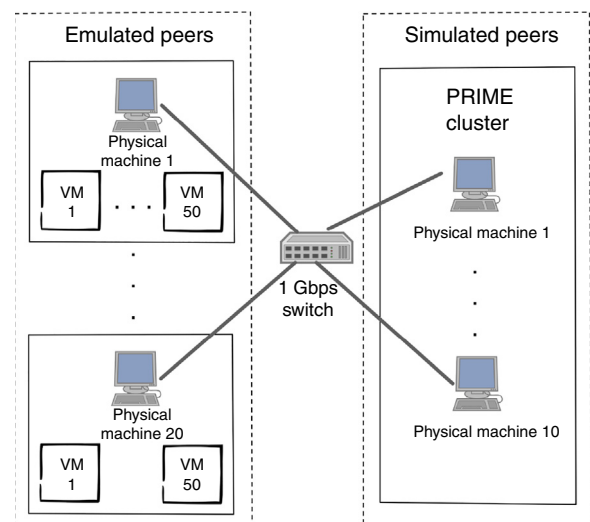 Emulated peers
Physical
machine 1
VM
1
. . .
VM
50
.
.
.
Physical
machine 20
VM
1
VM
50
1 Gbps
switch
Simulated peers
PRIME
cluster
Physical machine 1
.
.
.
Physical machine 10